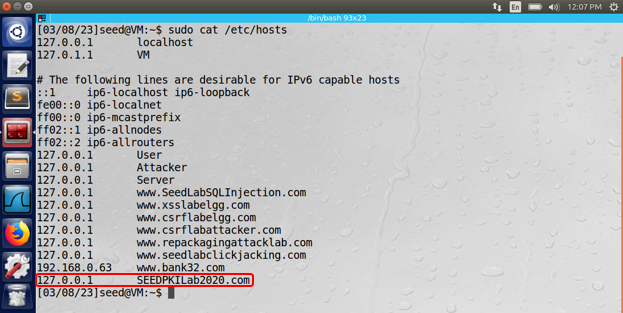 En
12:07 PM
/bin/bash 93x23
[03/08/23]seed@VM:~$ sudo cat /etc/hosts
127.0.0.1       localhost
127.0.1.1       VM
# The following lines are desirable for IPv6 capable hosts
::1     ip6-localhost ip6-loopback
fe00::0 ip6-localnet
ff00::0 ip6-mcastprefix
ff02::1 ip6-allnodes
ff02::2 ip6-allrouters
127.0.0.1       User
127.0.0.1       Attacker
127.0.0.1       Server
127.0.0.1       www.SeedLabSQLInjection.com
127.0.0.1       www.xsslabelgg.com
127.0.0.1       www.csrflabelgg.com
127.0.0.1       www.csrflabattacker.com
127.0.0.1       www.repackagingattacklab.com
127.0.0.1       www.seedlabclickjacking.com
192.168.0.63    www.bank32.com
127.0.0.1       SEEDPKILab2020.com
[03/08/23]seed@VM:~$